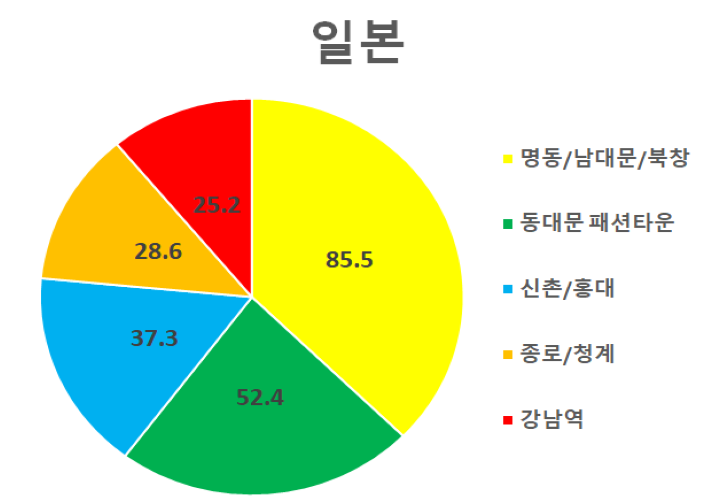 일본
85.5
52.4
37.3
28.6
25.2
명동/남대문/북창
동대문 패션타운
신촌/홍대
종로/청계
강남역